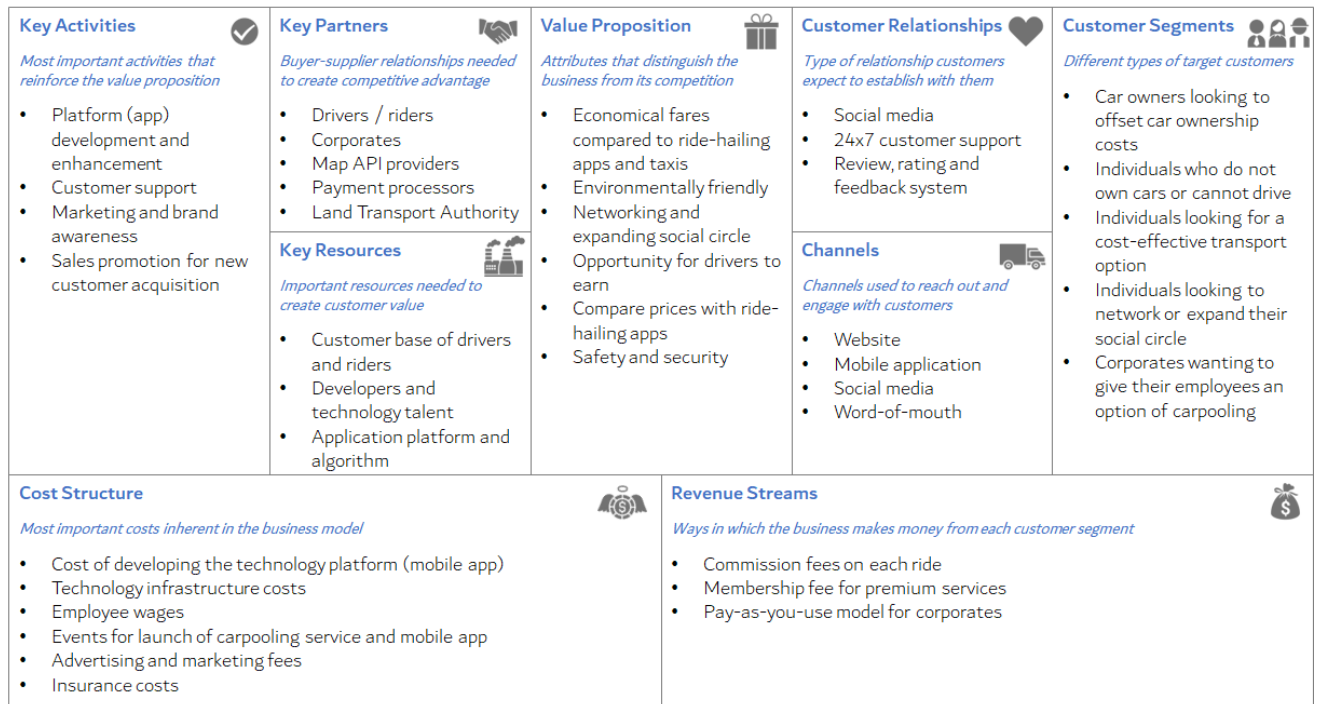 Key Activities
Most important activities that
reinforce the value proposition
• Platform (app)
development and
enhancement
• Customer support
• Marketing and brand
awareness
• Sales promotion for new
customer acquisition
Key Partners
Buyer-supplier relationships needed
to create competitive advantage
• Drivers / riders
• Corporates
• Map API providers
• Payment processors
• Land Transport Authority
Key Resources
Important resources needed to
create customer value
• Customer base of drivers
and riders
• Developers and
technology talent
• Application platform and
algorithm
Value Proposition
Attributes that distinguish the
business from its competition
• Economical fares
compared to ride-hailing
apps and taxis
• Environmentally friendly
• Networking and
expanding social circle
• Opportunity for drivers to
earn
• Compare prices with ride-
hailing apps
• Safety and security
Customer Relationships
Type of relationship customers
expect to establish with them
• Social media
• 24x7 customer support
• Review, rating and
feedback system
Channels
Channels used to reach out and
engage with customers
• Website
• Mobile application
• Social media
• Word-of-mouth
Customer Segments
Different types of target customers
• Car owners looking to
offset car ownership
costs
• Individuals who do not
own cars or cannot drive
• Individuals looking for a
cost-effective transport
option
• Individuals looking to
network or expand their
social circle
• Corporates wanting to
give their employees an
option of carpooling
Cost Structure
Most important costs inherent in the business model
• Cost of developing the technology platform (mobile app)
• Technology infrastructure costs
• Employee wages
• Events for launch of carpooling service and mobile app
• Advertising and marketing fees
• Insurance costs
Revenue Streams
Ways in which the business makes money from each customer segment
• Commission fees on each ride
• Membership fee for premium services
• Pay-as-you-use model for corporates